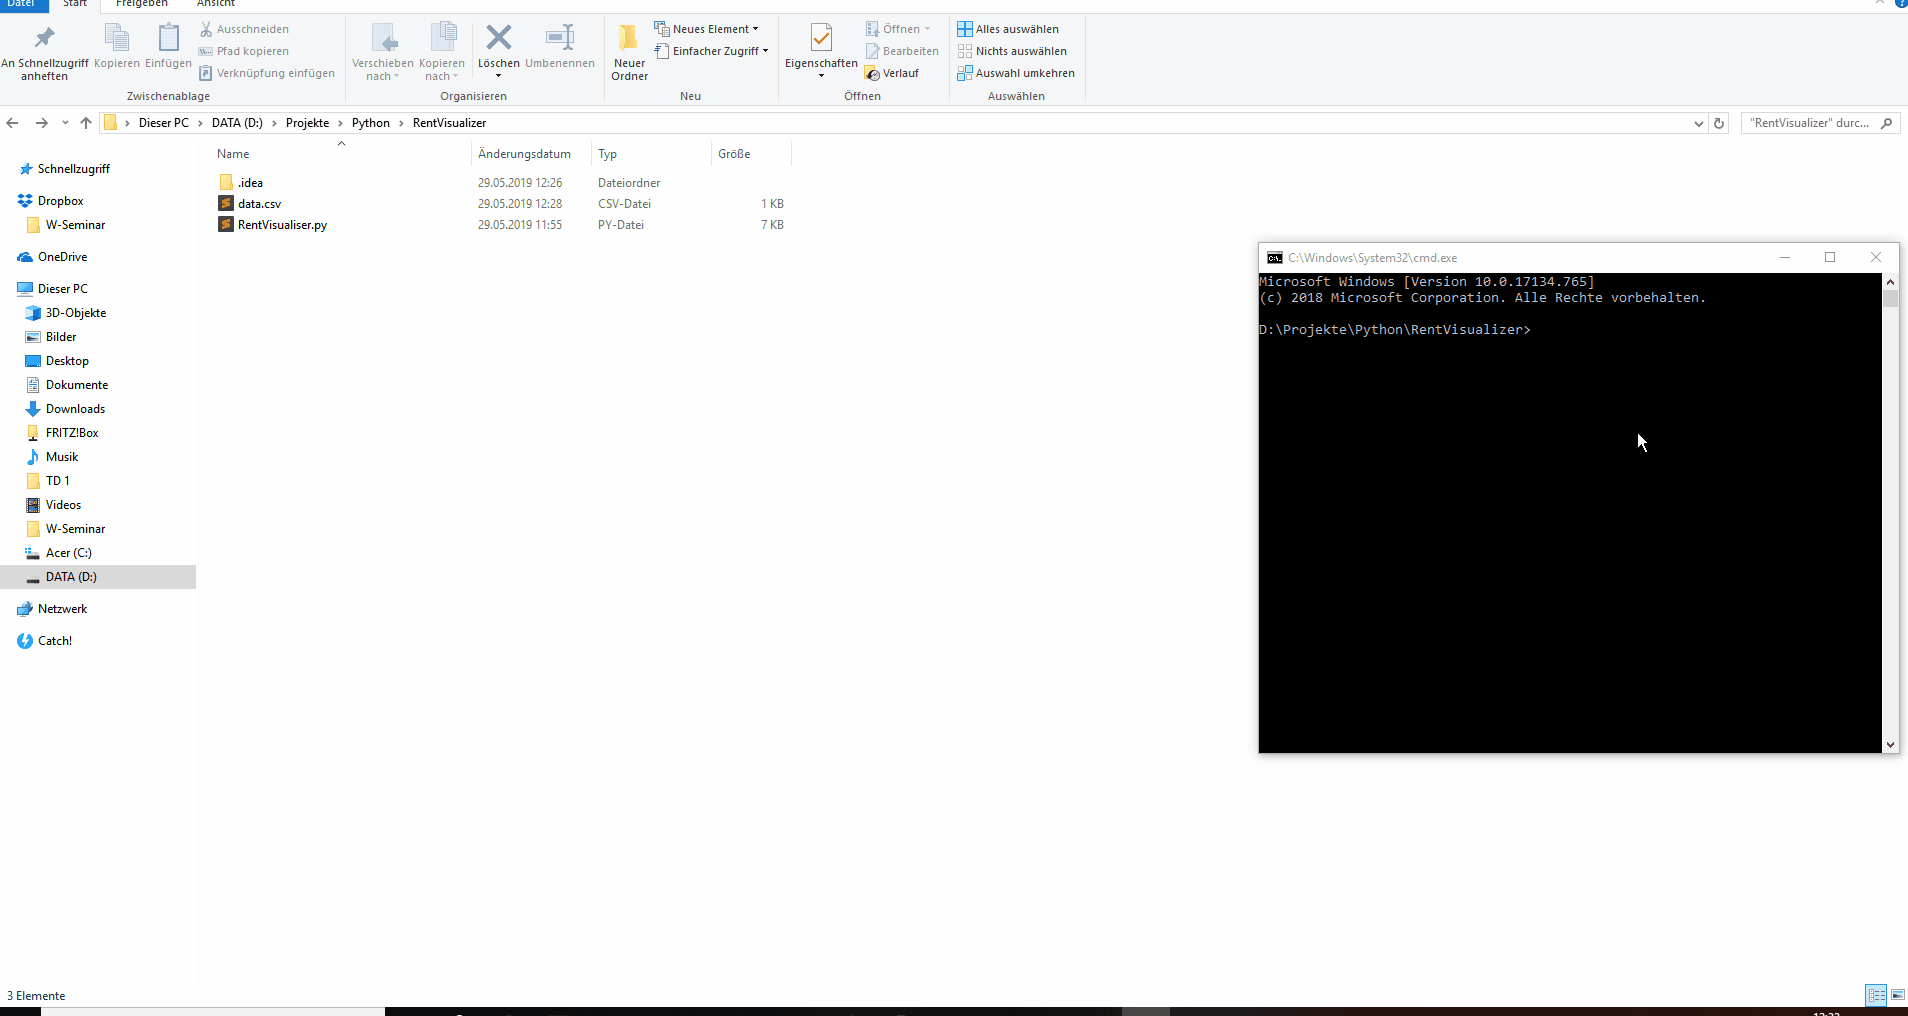 Datei Start Freigeben Ansicht
An Schnellzugriff anheften
Kopieren
Einfügen
Ausschneiden
Pfad kopieren
Verknüpfung einfügen
Zwischenablage
Verschieben nach
Kopieren nach
Löschen
Umbenennen
Organisieren
Neuer Ordner
Neues Element
Einfacher Zugriff
Neu
Eigenschaften
Öffnen
Bearbeiten
Verlauf
Öffnen
Alles auswählen
Nichts auswählen
Auswahl umkehren
Auswählen
Dieser PC › DATA (D:) › Projekte › Python › RentVisualizer
"RentVisualizer" durc...
Name Änderungsdatum Typ Größe
.idea 29.05.2019 12:26 Dateiordner
data.csv 29.05.2019 12:28 CSV-Datei 1 KB
RentVisualiser.py 29.05.2019 11:55 PY-Datei 7 KB
Schnellzugriff
Dropbox
W-Seminar
OneDrive
Dieser PC
3D-Objekte
Bilder
Desktop
Dokumente
Downloads
FRITZ!Box
Musik
TD 1
Videos
W-Seminar
Acer (C:)
DATA (D:)
Netzwerk
Catch!
C:\Windows\System32\cmd.exe
Microsoft Windows [Version 10.0.17134.765]
(c) 2018 Microsoft Corporation. Alle Rechte vorbehalten.
D:\Projekte\Python\RentVisualizer>
3 Elemente